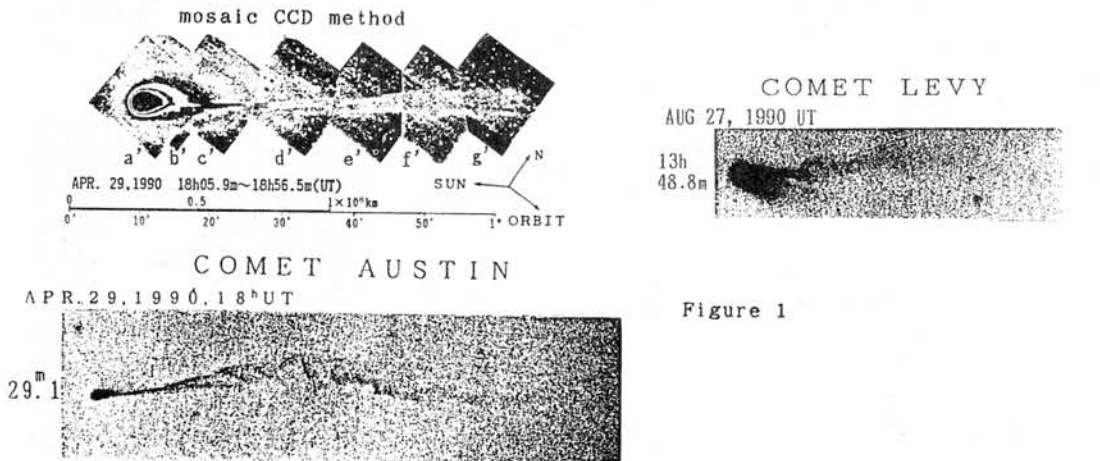 mosaic CCD method
a' b' c' d' e' f' g'
N
SUN
ORBIT
APR. 29,1990 18h05.9m~18h56.5m(UT)
0 0.5 1×10⁶km
0' 10' 20' 30' 40' 50' 1°
COMET AUSTIN
APR.29,1990,18ʰUT
29ᵐ.1
COMET LEVY
AUG 27, 1990 UT
13h
48.8m
Figure 1